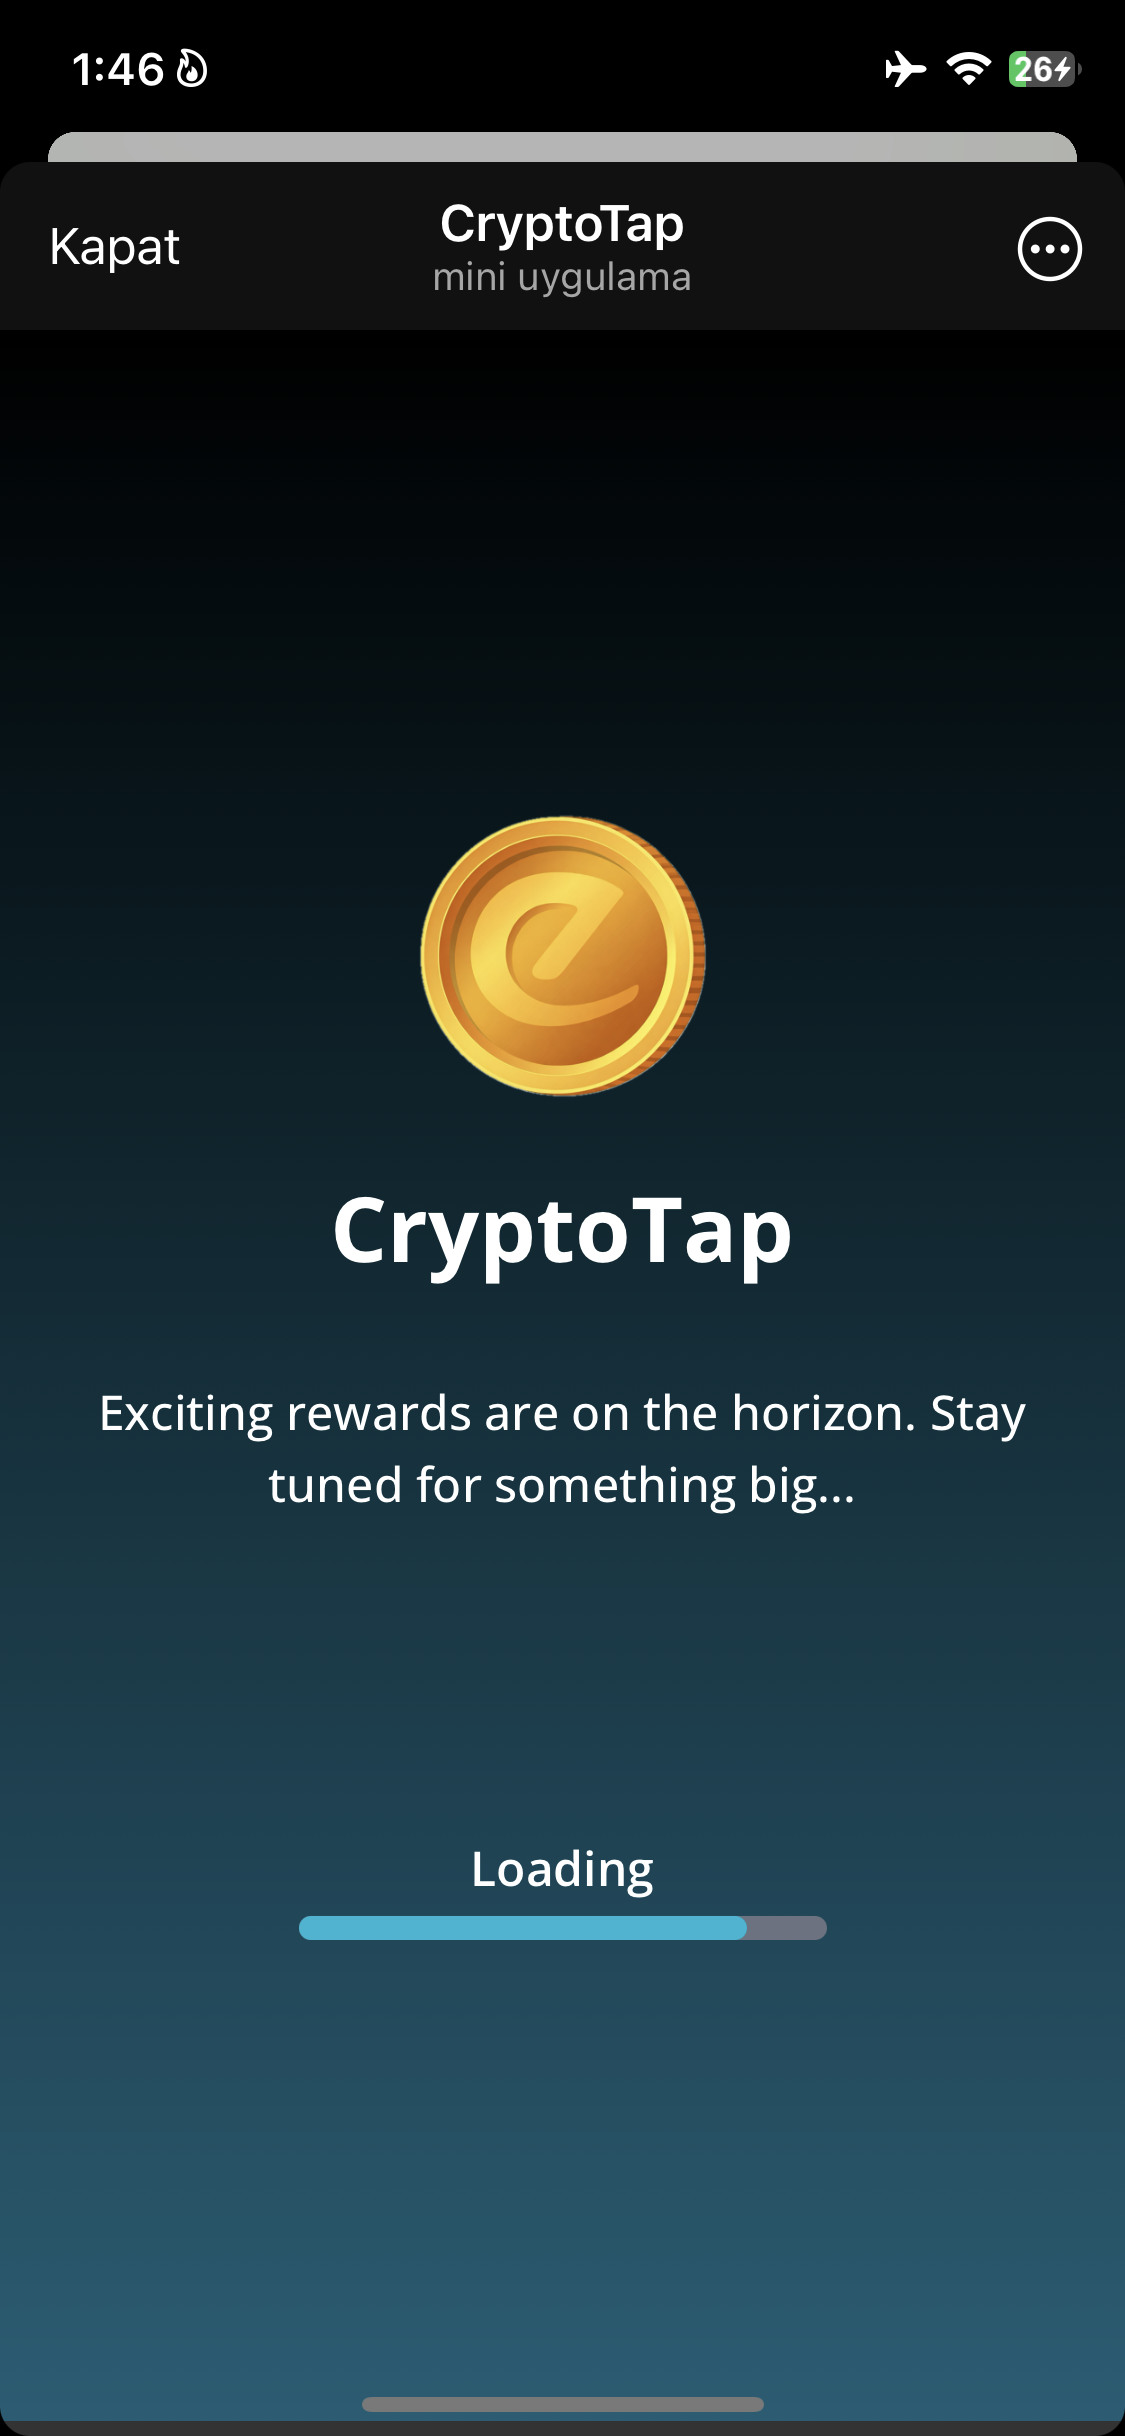 1:46
26
Kapat
CryptoTap
mini uygulama
CryptoTap
Exciting rewards are on the horizon. Stay
tuned for something big...
Loading